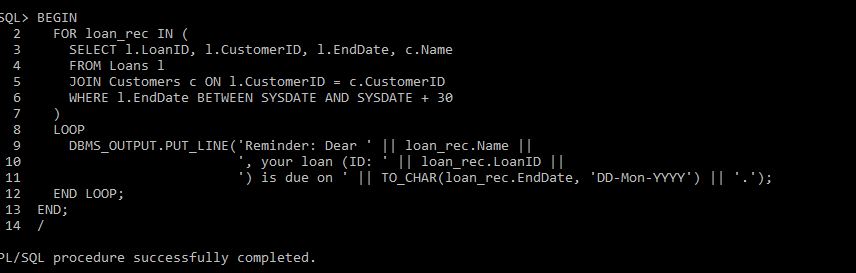 SQL> BEGIN
2 FOR loan_rec IN (
3 SELECT l.LoanID, l.CustomerID, l.EndDate, c.Name
4 FROM Loans l
5 JOIN Customers c ON l.CustomerID = c.CustomerID
6 WHERE l.EndDate BETWEEN SYSDATE AND SYSDATE + 30
7 )
8 LOOP
9 DBMS_OUTPUT.PUT_LINE('Reminder: Dear ' || loan_rec.Name ||
10 ', your loan (ID: ' || loan_rec.LoanID ||
11 ') is due on ' || TO_CHAR(loan_rec.EndDate, 'DD-Mon-YYYY') || '.');
12 END LOOP;
13 END;
14 /
PL/SQL procedure successfully completed.